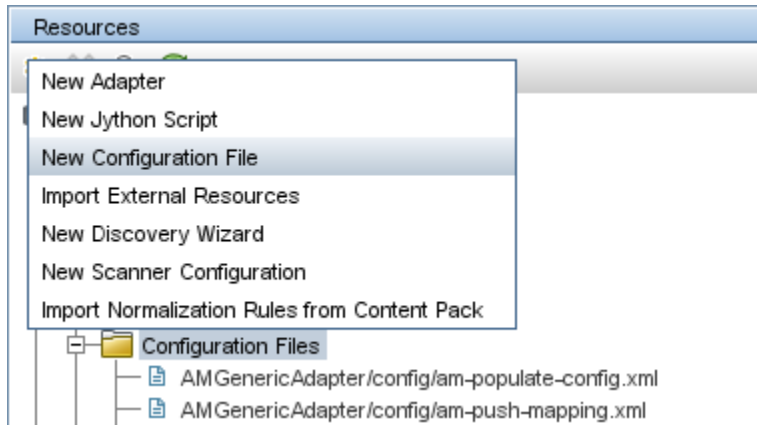 Resources
New Adapter
New Jython Script
New Configuration File
Import External Resources
New Discovery Wizard
New Scanner Configuration
Import Normalization Rules from Content Pack
Configuration Files
AMGenericAdapter/config/am-populate-config.xml
AMGenericAdapter/config/am-push-mapping.xml